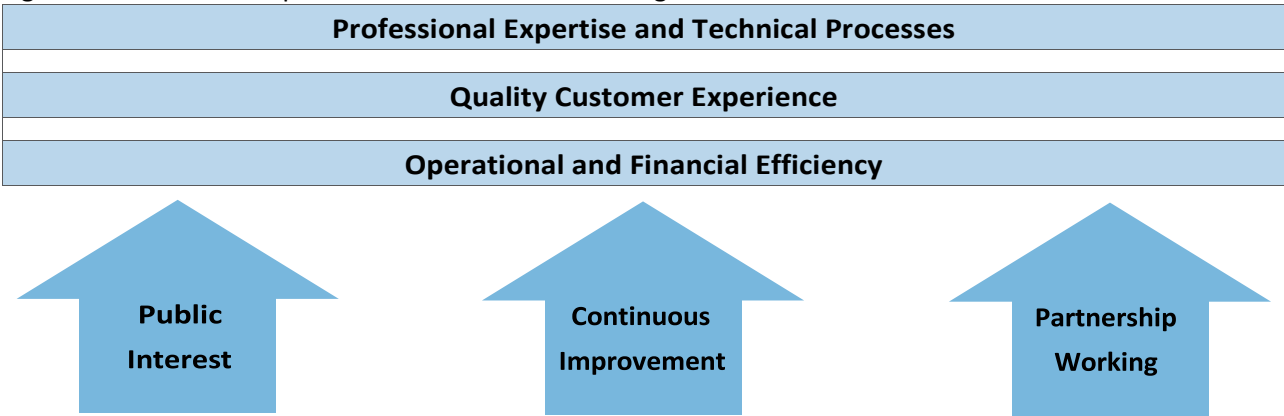 Professional Expertise and Technical Processes
Quality Customer Experience
Operational and Financial Efficiency
Public
Interest
Continuous
Improvement
Partnership
Working